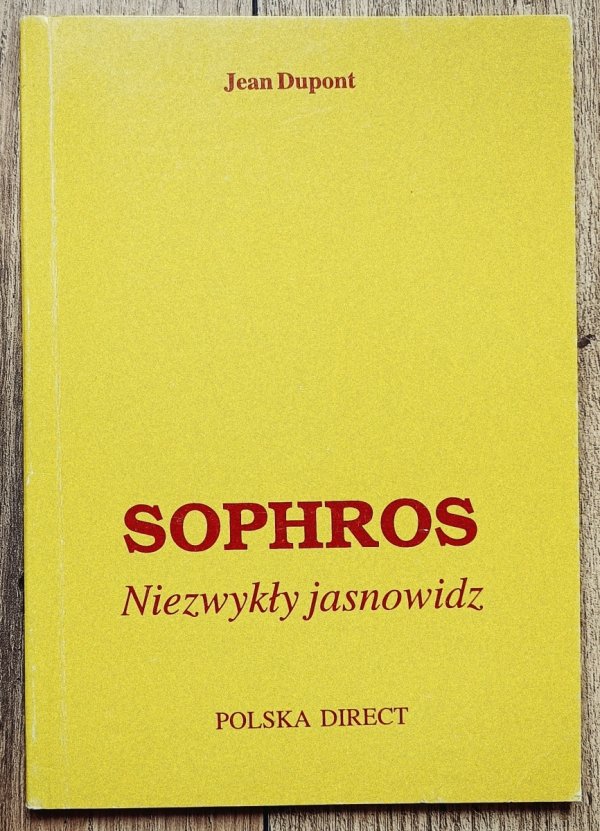 Jean Dupont
SOPHROS
Niezwykły jasnowidz
POLSKA DIRECT